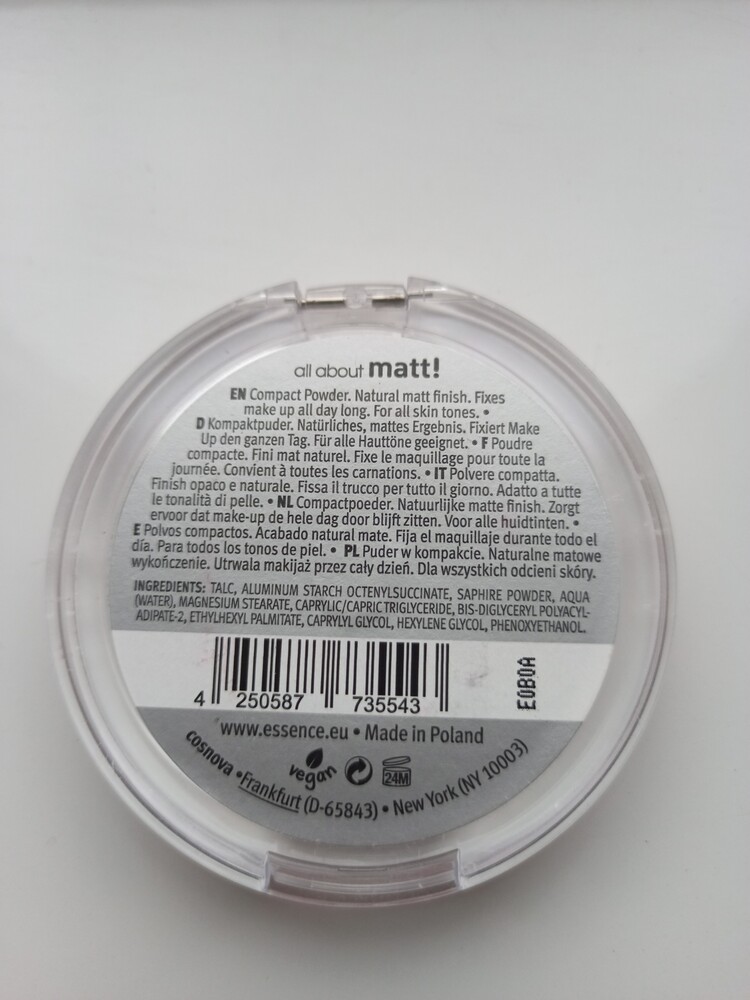 all about matt!
EN Compact Powder. Natural matt finish. Fixes
make up all day long. For all skin tones. •
D Kompaktpuder. Natürliches, mattes Ergebnis. Fixiert Make
Up den ganzen Tag. Für alle Hauttöne geeignet. • F Poudre
compacte. Fini mat naturel. Fixe le maquillage pour toute la
journée. Convient à toutes les carnations. • IT Polvere compatta.
Finish opaco e naturale. Fissa il trucco per tutto il giorno. Adatto a tutte
le tonalità di pelle. • NL Compactpoeder. Natuurlijke matte finish. Zorgt
ervoor dat make-up de hele dag door blijft zitten. Voor alle huidtinten. •
E Polvos compactos. Acabado natural mate. Fija el maquillaje durante todo el
día. Para todos los tonos de piel. • PL Puder w kompakcie. Naturalne matowe
wykończenie. Utrwala makijaż przez cały dzień. Dla wszystkich odcieni skóry.
INGREDIENTS: TALC, ALUMINUM STARCH OCTENYLSUCCINATE, SAPHIRE POWDER, AQUA
(WATER), MAGNESIUM STEARATE, CAPRYLIC/CAPRIC TRIGLYCERIDE, BIS-DIGLYCERYL POLYACYL-
ADIPATE-2, ETHYLHEXYL PALMITATE, CAPRYLYL GLYCOL, HEXYLENE GLYCOL, PHENOXYETHANOL.
4 250587 735543
E0B0A
www.essence.eu • Made in Poland
vegan 24M
cosnova • Frankfurt (D-65843) • New York (NY 10003)